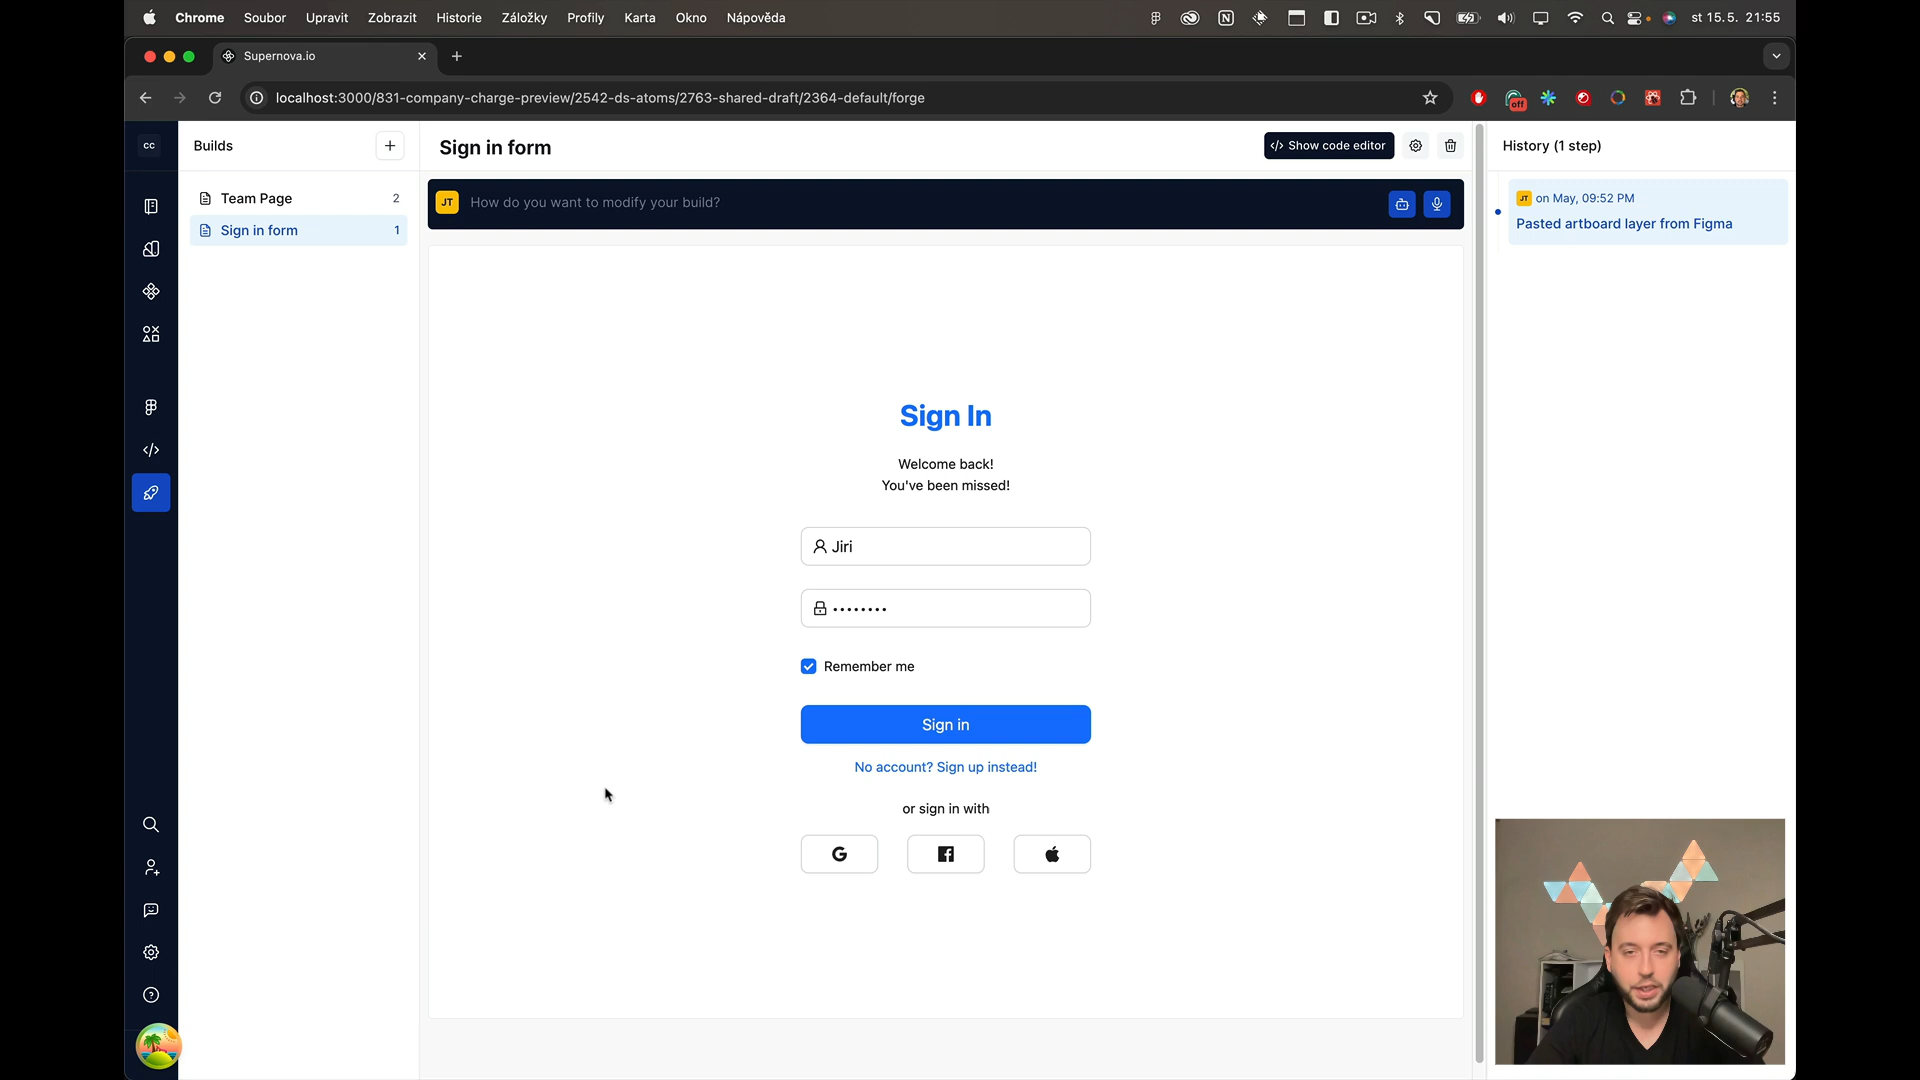 Chrome Soubor Upravit Zobrazit Historie Záložky Profily Karta Okno Nápověda st 15.5. 21:55
Supernova.io
localhost:3000/831-company-charge-preview/2542-ds-atoms/2763-shared-draft/2364-default/forge
off
CC
Builds
Team Page 2
Sign in form 1
Sign in form
</> Show code editor
JT How do you want to modify your build?
Sign In
Welcome back!
You've been missed!
Jiri
Remember me
Sign in
No account? Sign up instead!
or sign in with
G
History (1 step)
JT on May, 09:52 PM
Pasted artboard layer from Figma